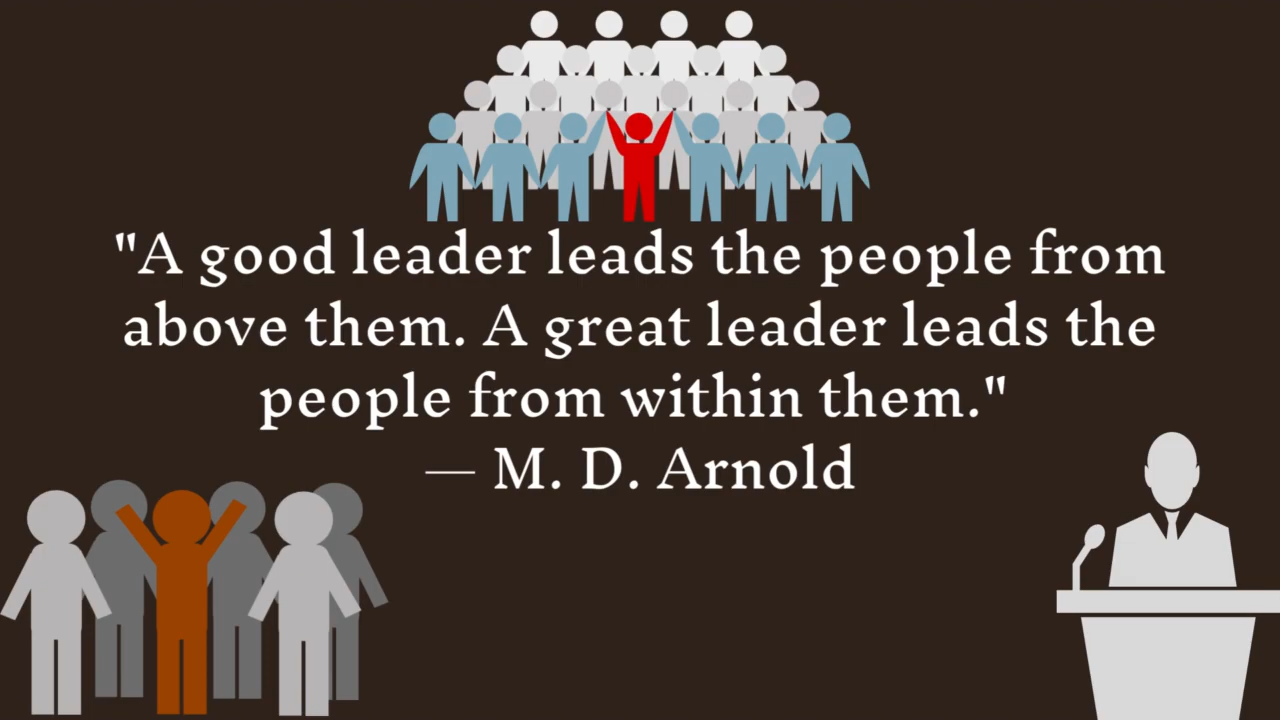 "A good leader leads the people from
above them. A great leader leads the
people from within them."
— M. D. Arnold